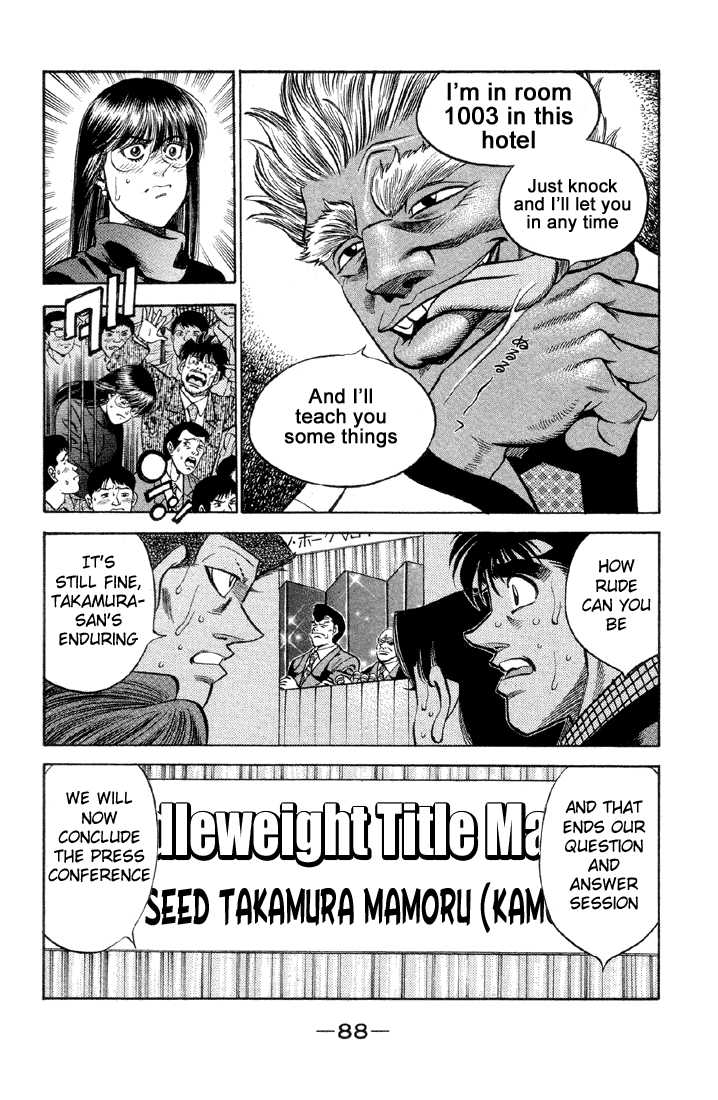 I'm in room
1003 in this
hotel
Just knock
and I'll let you
in any time
And I'll
teach you
some things
HOW
RUDE
CAN YOU
BE
IT'S
STILL FINE,
TAKAMURA-
SAN'S
ENDURING
AND THAT
ENDS OUR
QUESTION
AND
ANSWER
SESSION
WE WILL
NOW
CONCLUDE
THE PRESS
CONFERENCE
dleweight Title Ma
SEED TAKAMURA MAMORU (KAMO
—88—